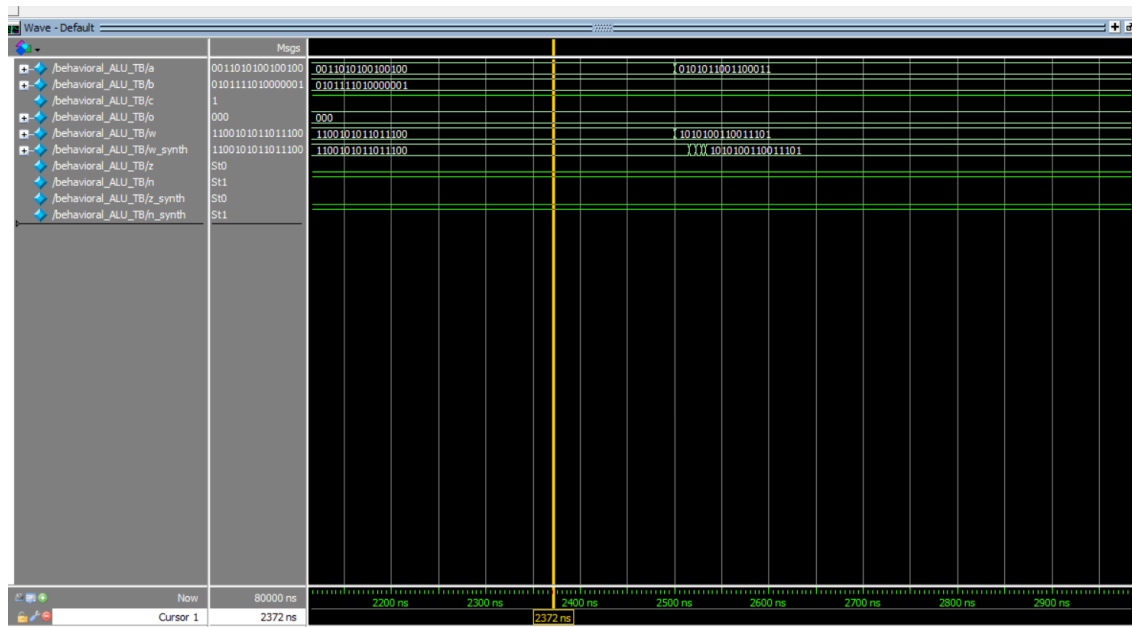 Wave - Default
Msgs
/behavioral_ALU_TB/a 0011010100100100 0011010100100100 0101011001100011
/behavioral_ALU_TB/b 0101111010000001 0101111010000001
/behavioral_ALU_TB/c 1
/behavioral_ALU_TB/o 000 000
/behavioral_ALU_TB/w 1100101011011100 1100101011011100 1010100110011101
/behavioral_ALU_TB/w_synth 1100101011011100 1100101011011100 1010100110011101
/behavioral_ALU_TB/z St0
/behavioral_ALU_TB/n St1
/behavioral_ALU_TB/z_synth St0
/behavioral_ALU_TB/n_synth St1
Now 80000 ns 2200 ns 2300 ns 2400 ns 2500 ns 2600 ns 2700 ns 2800 ns 2900 ns
Cursor 1 2372 ns 2372 ns